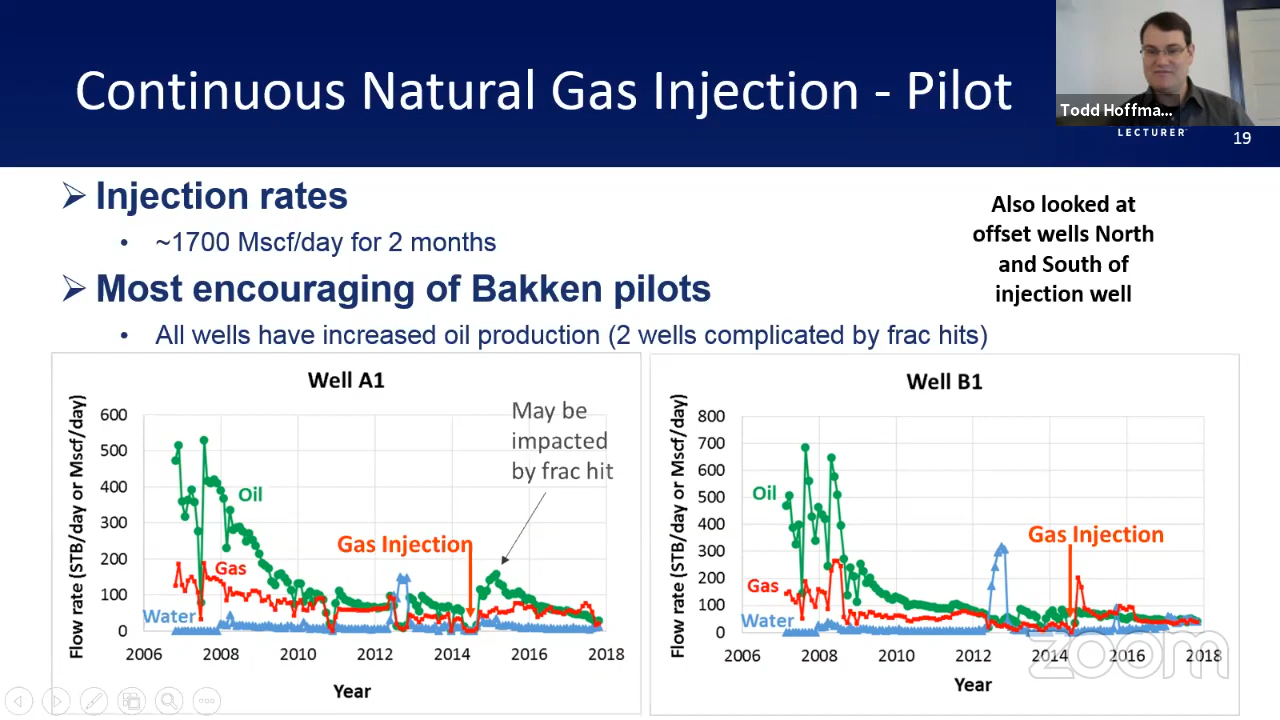 Continuous Natural Gas Injection - Pilot
Todd Hoffma...
LECTURER
19
➢ Injection rates
• ~1700 Mscf/day for 2 months
➢ Most encouraging of Bakken pilots
• All wells have increased oil production (2 wells complicated by frac hits)
Also looked at
offset wells North
and South of
injection well
Well A1
Flow rate (STB/day or Mscf/day)
600
500
400
300
200
100
0
2006 2008 2010 2012 2014 2016 2018
Year
Oil
Gas
Water
Gas Injection
May be
impacted
by frac hit
Well B1
Flow rate (STB/day or Mscf/day)
800
700
600
500
400
300
200
100
0
2006 2008 2010 2012 2014 2016 2018
Year
Oil
Gas
Water
Gas Injection
zoom